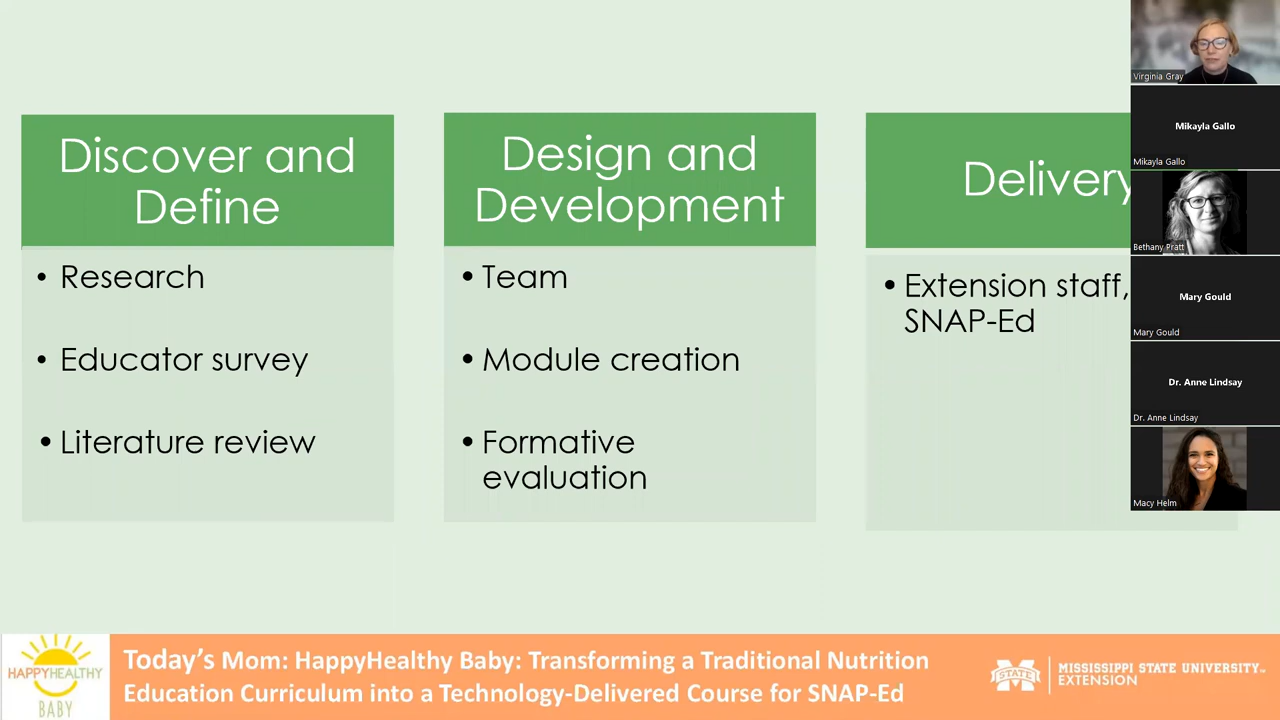 Discover and
Define
• Research
• Educator survey
• Literature review
Design and
Development
• Team
• Module creation
• Formative
evaluation
Delivery
• Extension staff,
SNAP-Ed
Virginia Gray
Mikayla Gallo
Mikayla Gallo
Bethany Pratt
Mary Gould
Mary Gould
Dr. Anne Lindsay
Dr. Anne Lindsay
Macy Helm
HAPPYHEALTHY
BABY
Today's Mom: HappyHealthy Baby: Transforming a Traditional Nutrition
Education Curriculum into a Technology-Delivered Course for SNAP-Ed
STATE
MISSISSIPPI STATE UNIVERSITY™
EXTENSION